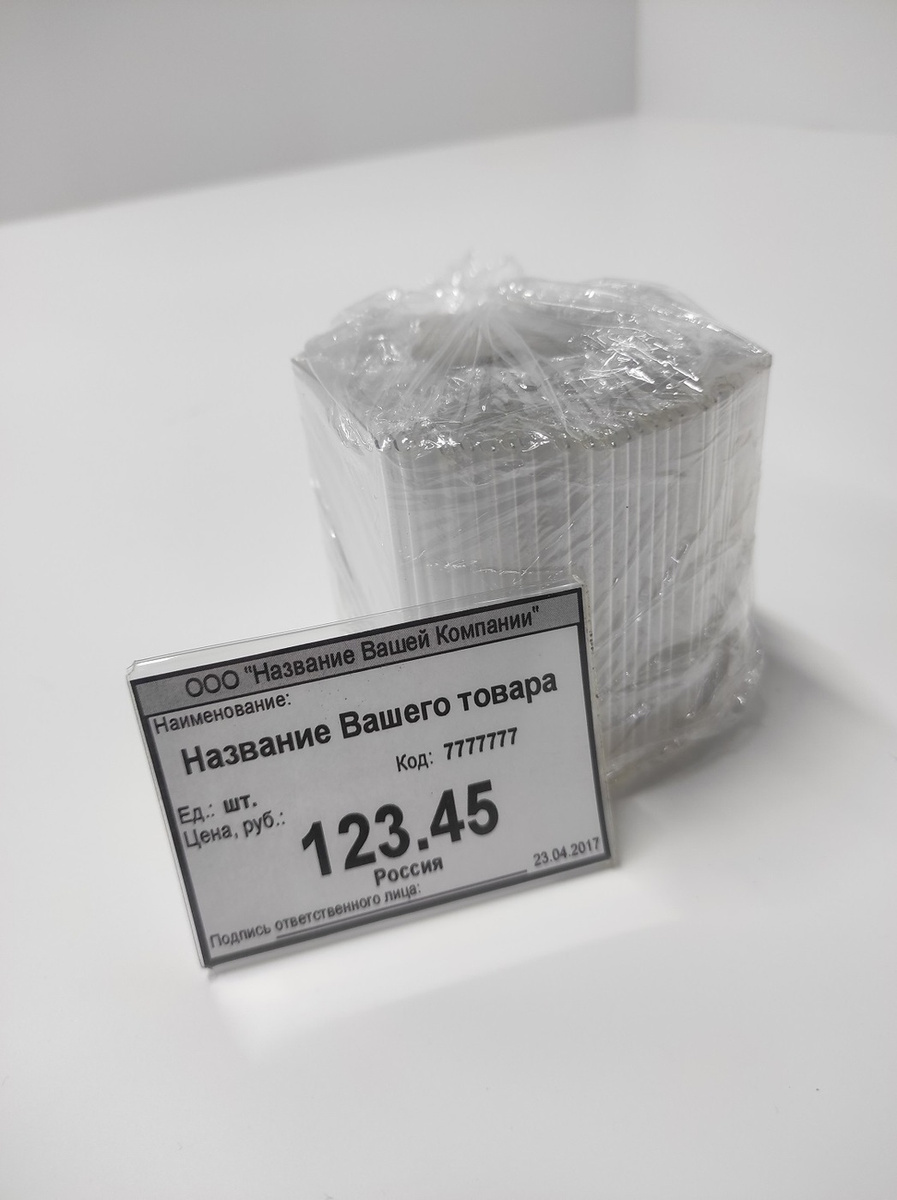 ООО "Название Вашей Компании"
Наименование:
Название Вашего товара
Код: 7777777
Ед.: шт.
Цена, руб.:
123.45
Россия
Подпись ответственного лица: 23.04.2017